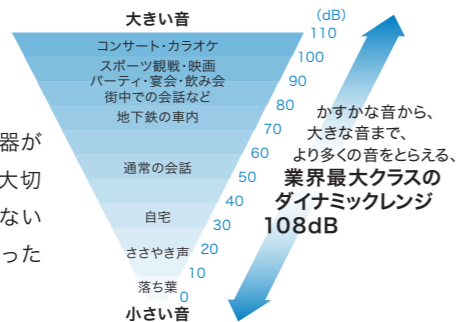 大きい音
(dB)
110
コンサート・カラオケ
100
スポーツ観戦・映画
90
パーティ・宴会・飲み会
街中での会話など
80
地下鉄の車内
70
60
通常の会話
50
40
自宅
30
ささやき声
20
10
落ち葉
0
小さい音
かすかな音から、
大きな音まで、
より多くの音をとらえる、
業界最大クラスの
ダイナミックレンジ
108dB
器が
大切
ない
った